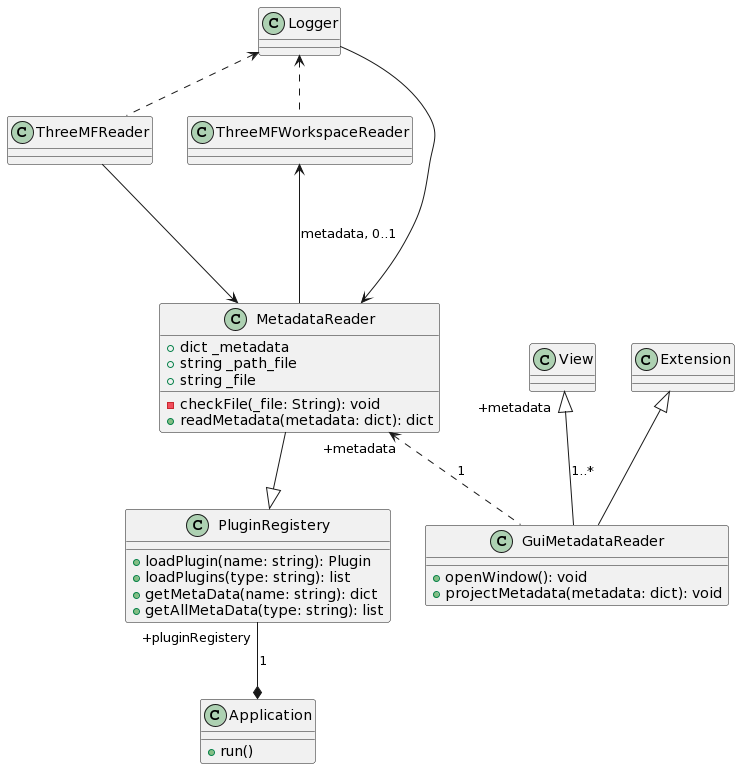 C Logger
C ThreeMFReader
C ThreeMFWorkspaceReader
metadata, 0..1
C MetadataReader
dict _metadata
string _path_file
string _file
checkFile(_file: String): void
readMetadata(metadata: dict): dict
C View
C Extension
+metadata
1..*
+metadata
1
C PluginRegistery
loadPlugin(name: string): Plugin
loadPlugins(type: string): list
getMetaData(name: string): dict
getAllMetaData(type: string): list
C GuiMetadataReader
openWindow(): void
projectMetadata(metadata: dict): void
+pluginRegistery
1
C Application
run()